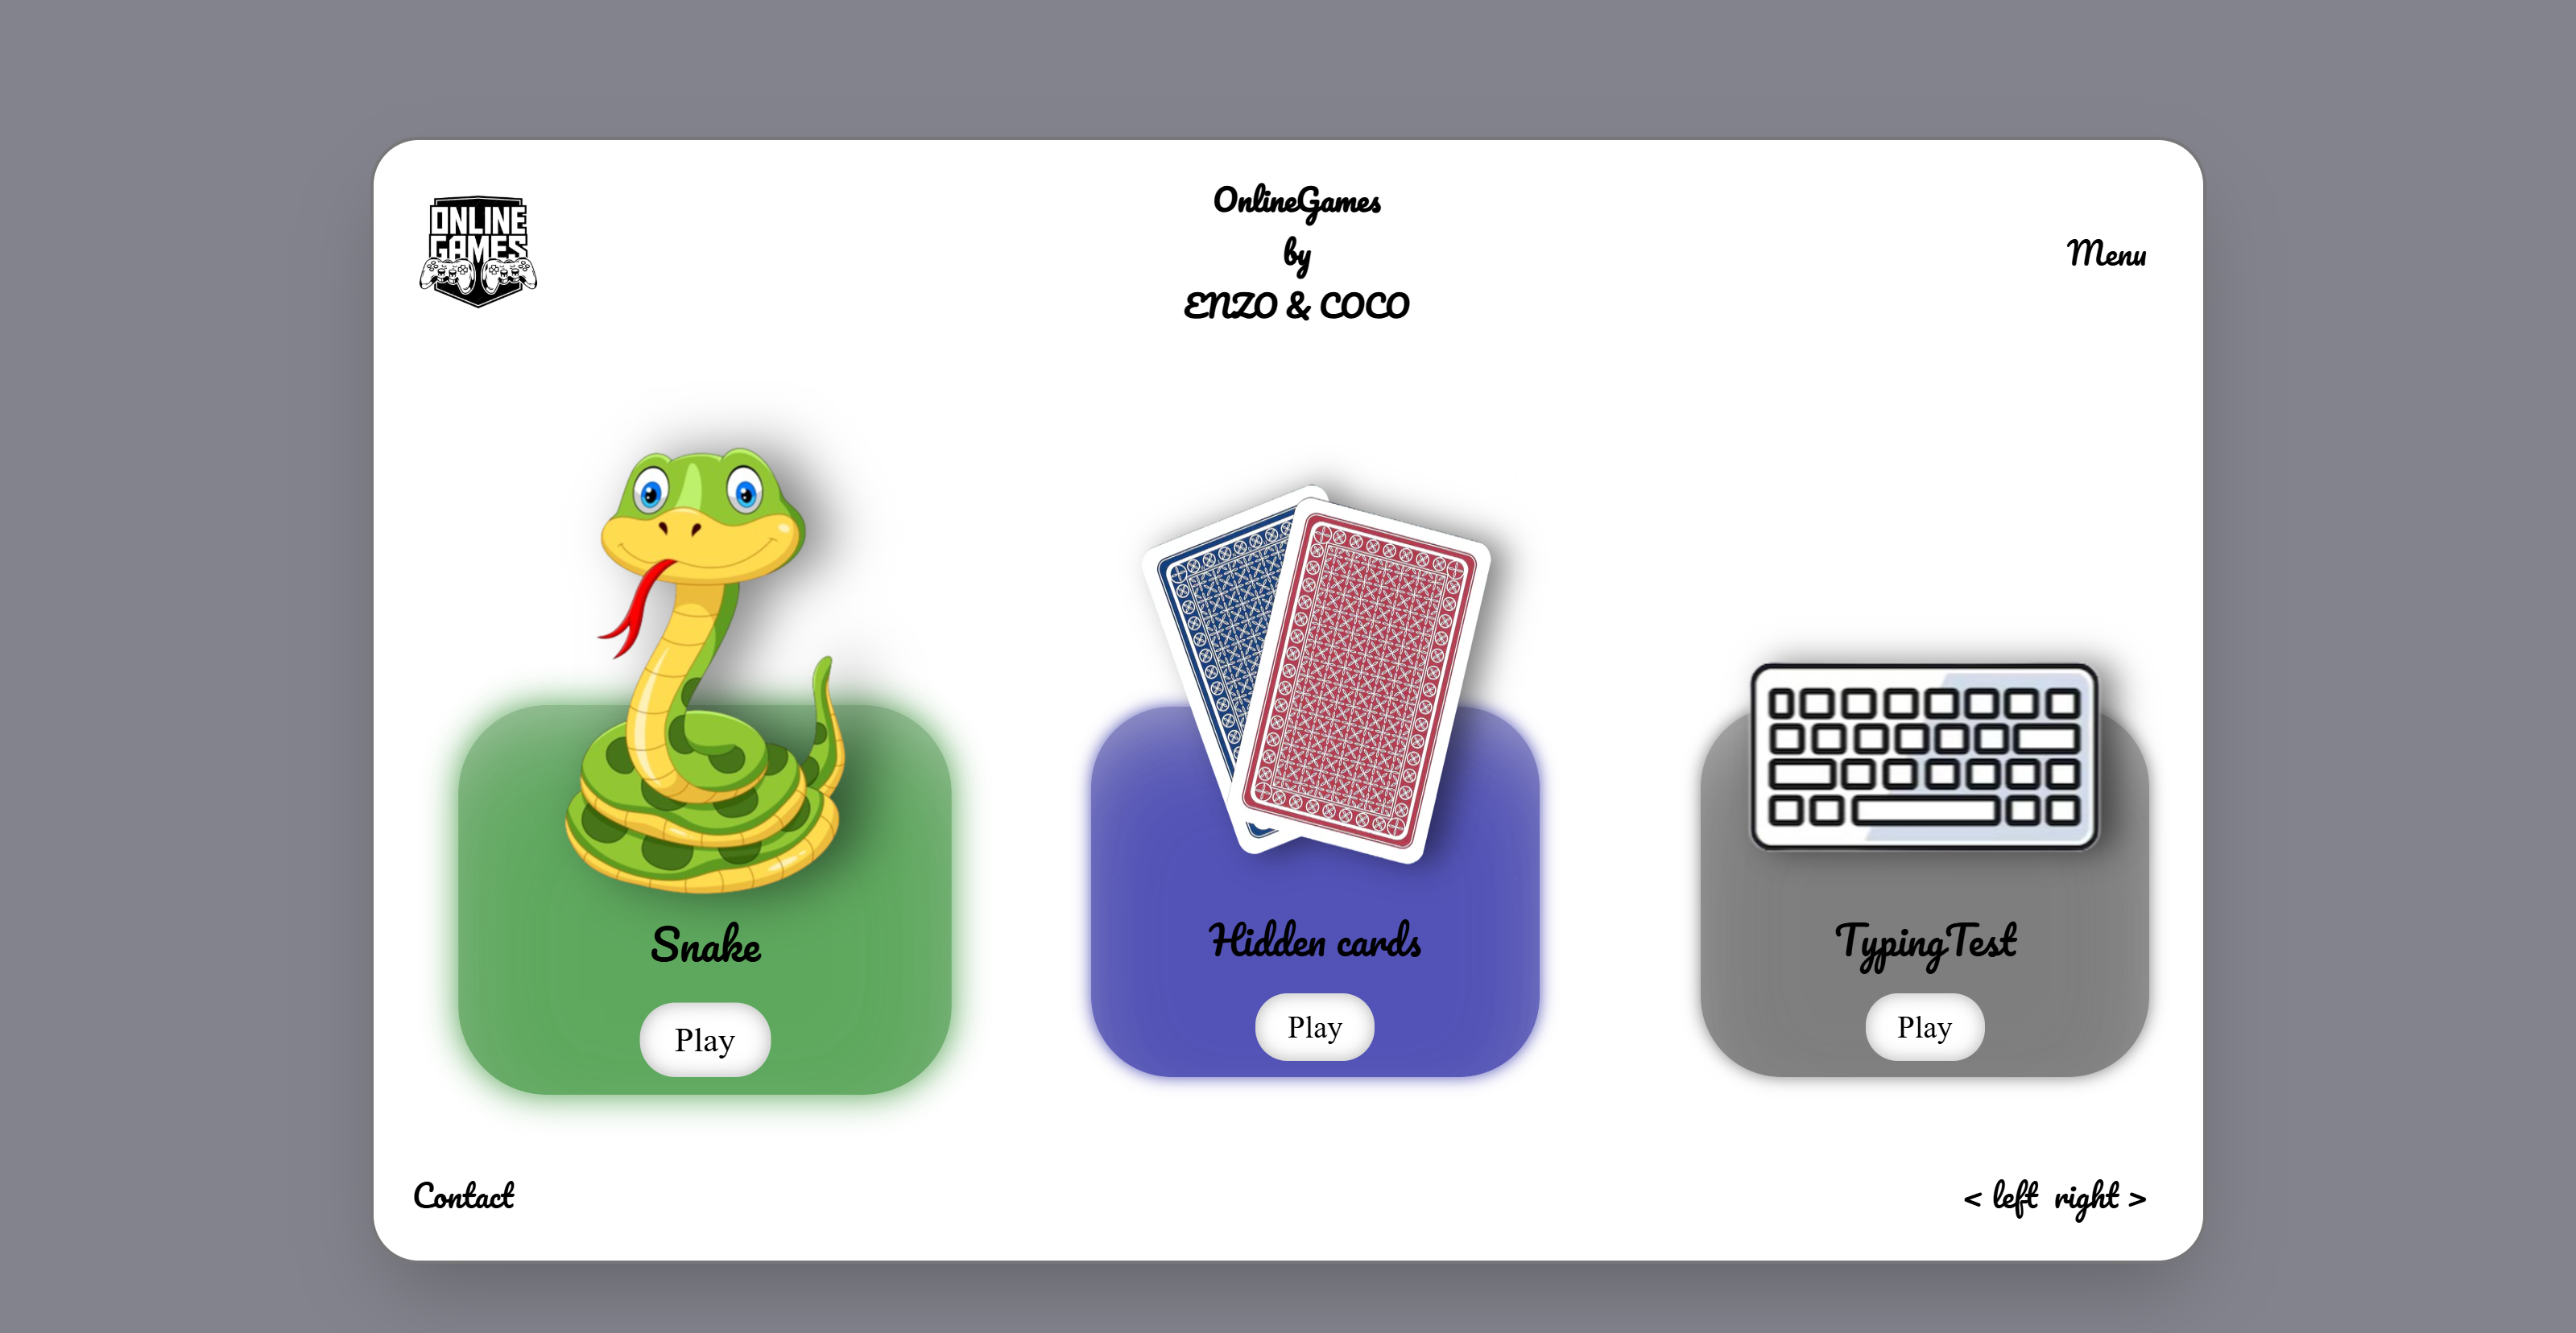 ONLINE
GAMES
OnlineGames
by
ENZO & COCO
Menu
Snake
Play
Hidden cards
Play
TypingTest
Play
Contact
< left right >